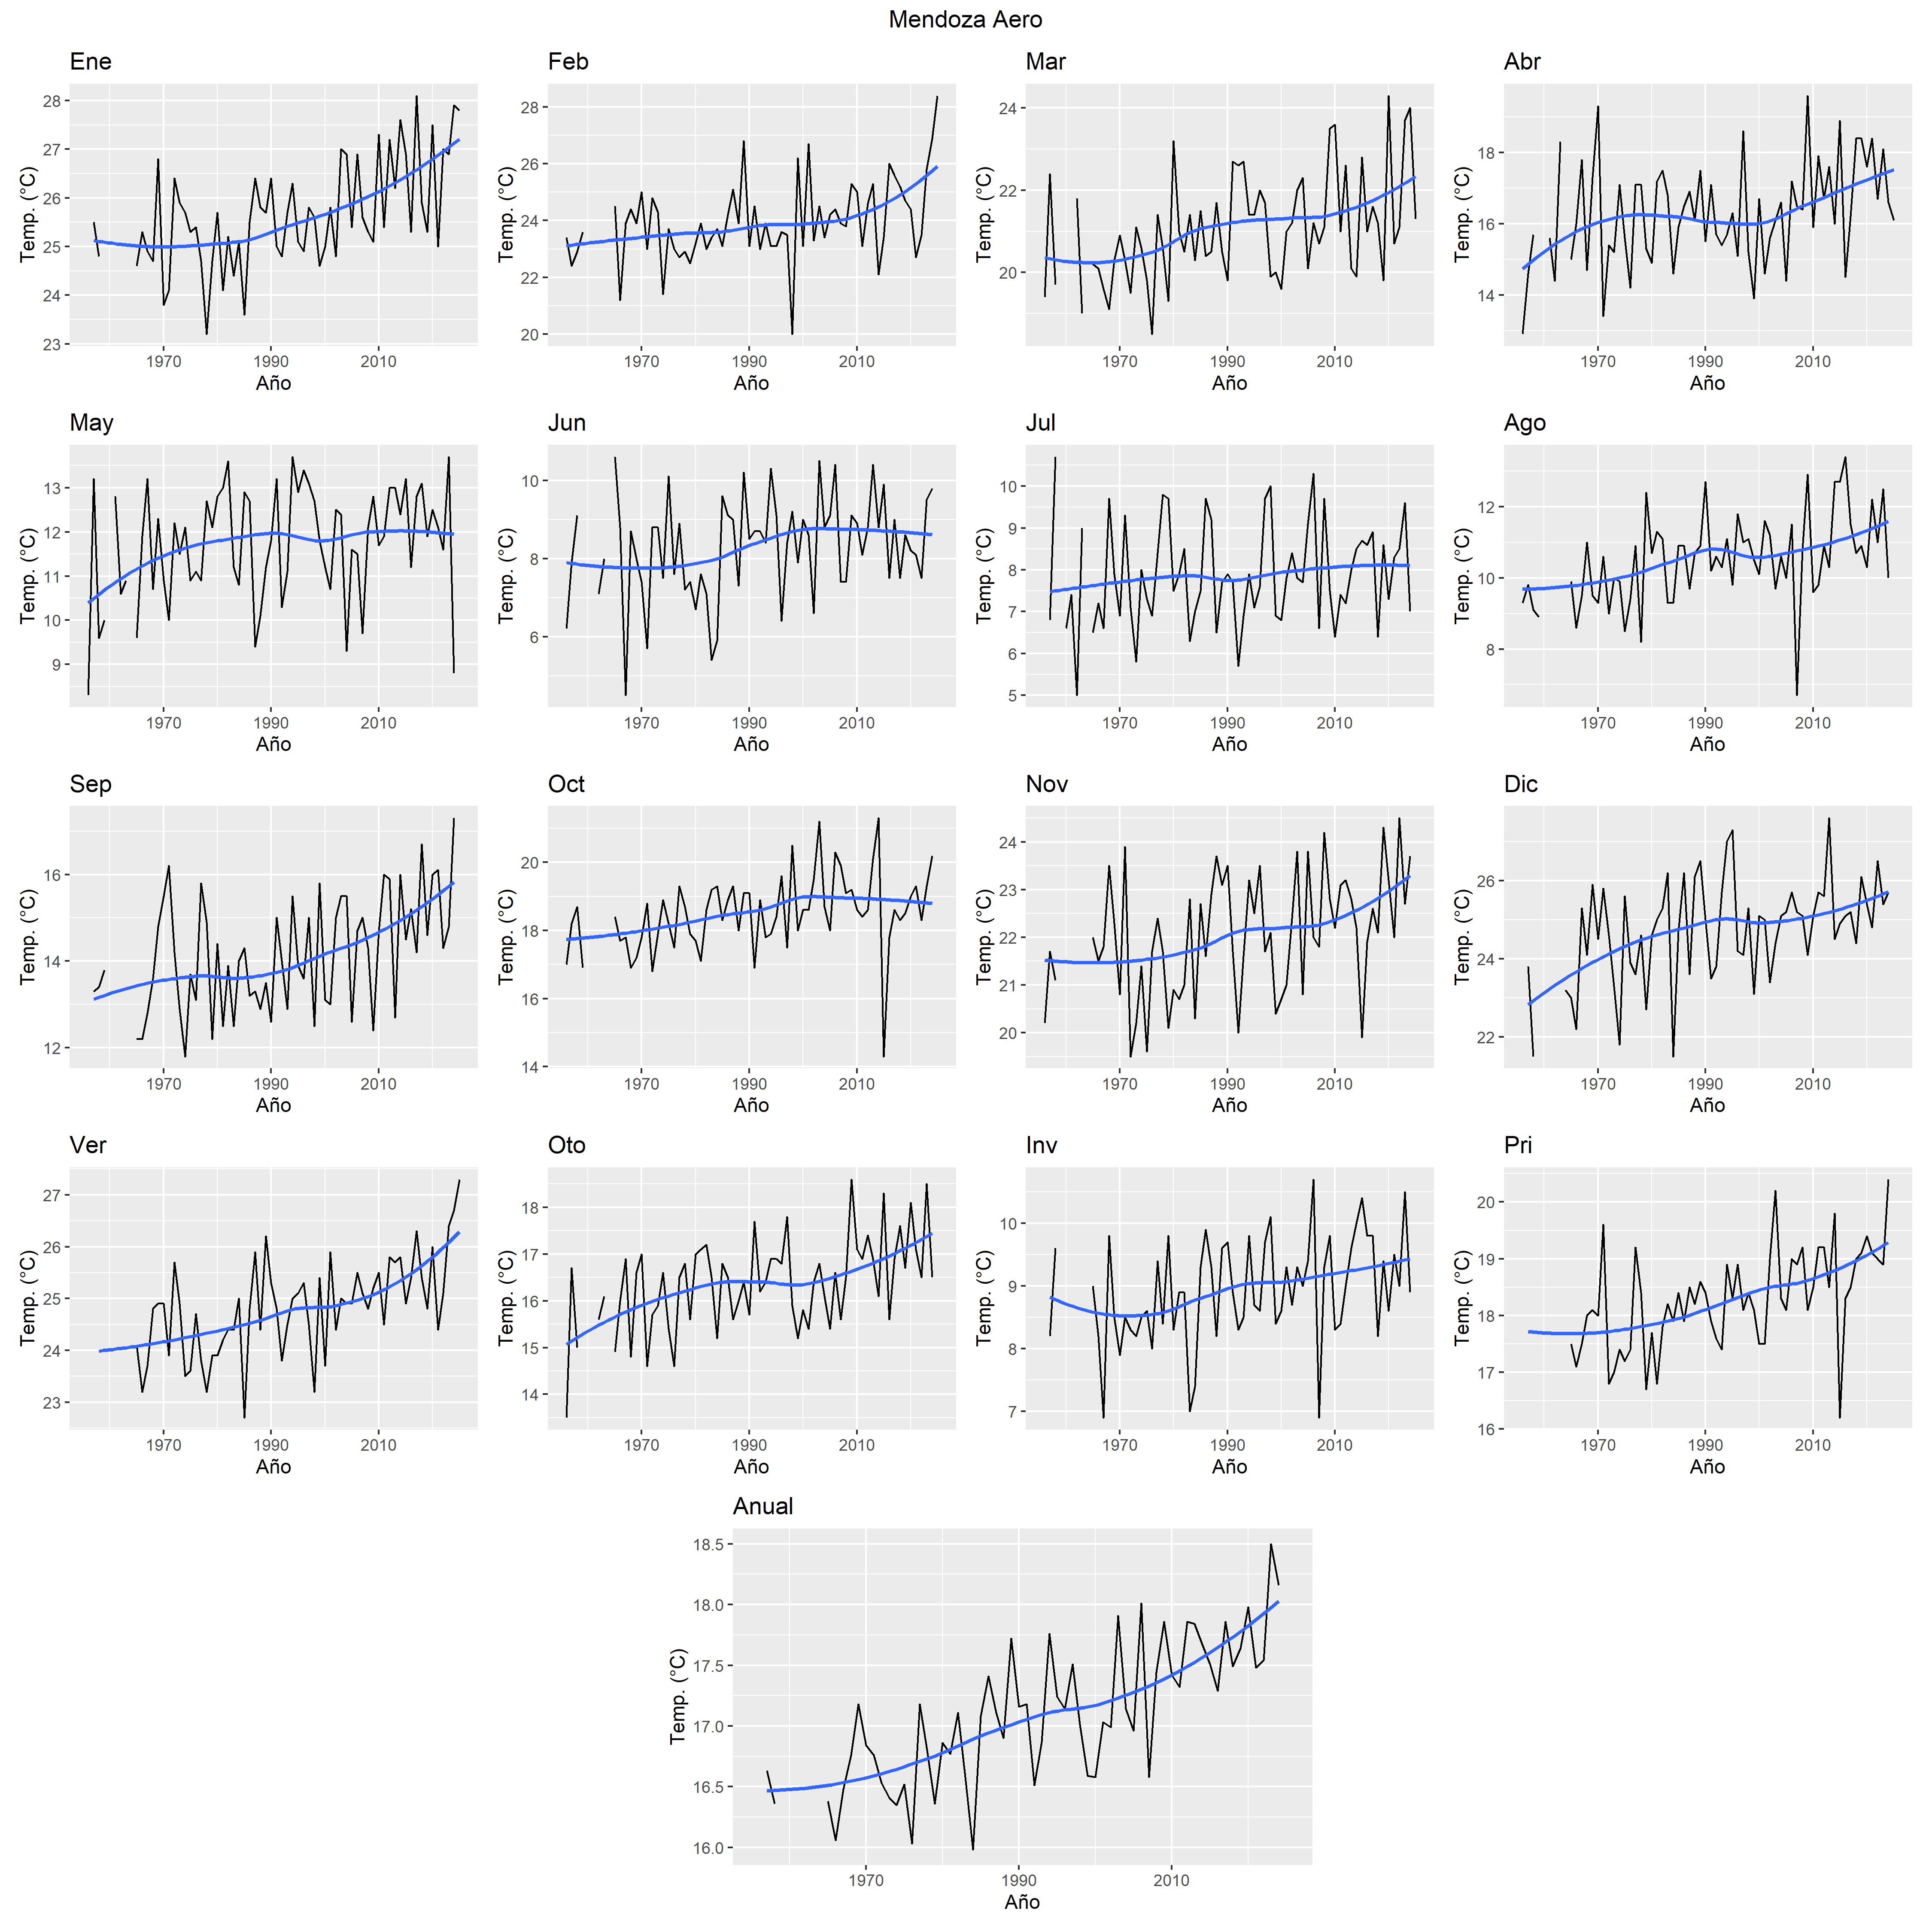 Mendoza Aero
Ene Feb Mar Abr
Temp. (°C) 28 27 26 25 24 23
Temp. (°C) 28 26 24 22 20
Temp. (°C) 24 22 20
Temp. (°C) 18 16 14
1970 1990 2010 1970 1990 2010 1970 1990 2010 1970 1990 2010
Año Año Año Año
May Jun Jul Ago
Temp. (°C) 13 12 11 10 9
Temp. (°C) 10 8 6
Temp. (°C) 10 9 8 7 6 5
Temp. (°C) 12 10 8
1970 1990 2010 1970 1990 2010 1970 1990 2010 1970 1990 2010
Año Año Año Año
Sep Oct Nov Dic
Temp. (°C) 16 14 12
Temp. (°C) 20 18 16 14
Temp. (°C) 24 23 22 21 20
Temp. (°C) 26 24 22
1970 1990 2010 1970 1990 2010 1970 1990 2010 1970 1990 2010
Año Año Año Año
Ver Oto Inv Pri
Temp. (°C) 27 26 25 24 23
Temp. (°C) 18 17 16 15 14
Temp. (°C) 10 9 8 7
Temp. (°C) 20 19 18 17 16
1970 1990 2010 1970 1990 2010 1970 1990 2010 1970 1990 2010
Año Año Año Año
Anual
Temp. (°C) 18.5 18.0 17.5 17.0 16.5 16.0
1970 1990 2010
Año